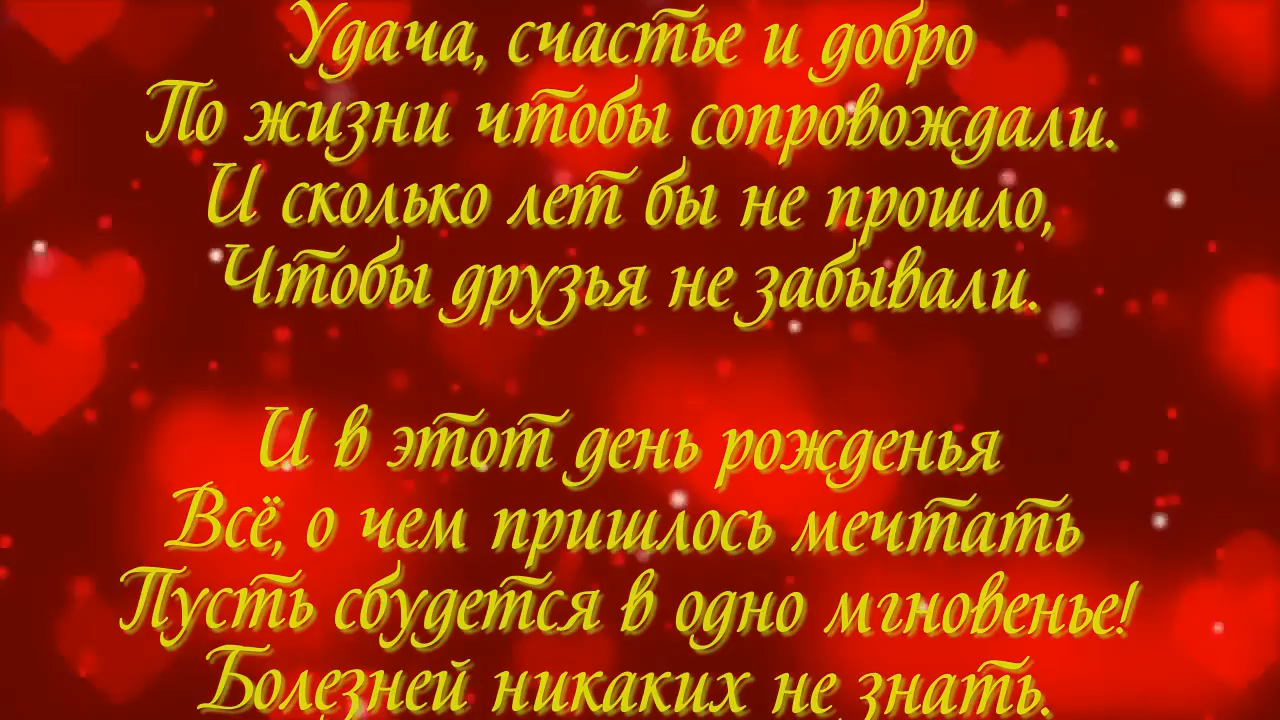 Удача, счастье и добро
По жизни чтобы сопровождали.
И сколько лет бы не прошло,
Чтобы друзья не забывали.
И в этот день рожденья
Всё, о чем пришлось мечтать
Пусть сбудется в одно мгновенье!
Болезней никаких не знать.